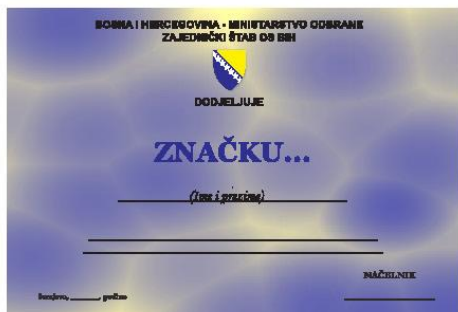 BOSNA I HERCEGOVINA - MINISTARSTVO ODBRANE
ZAJEDNIČKI ŠTAB OS BIH
DODJELJUJE
ZNAČKU...
(Ime i prezime)
NAČELNIK
Sarajevo, ______, godine